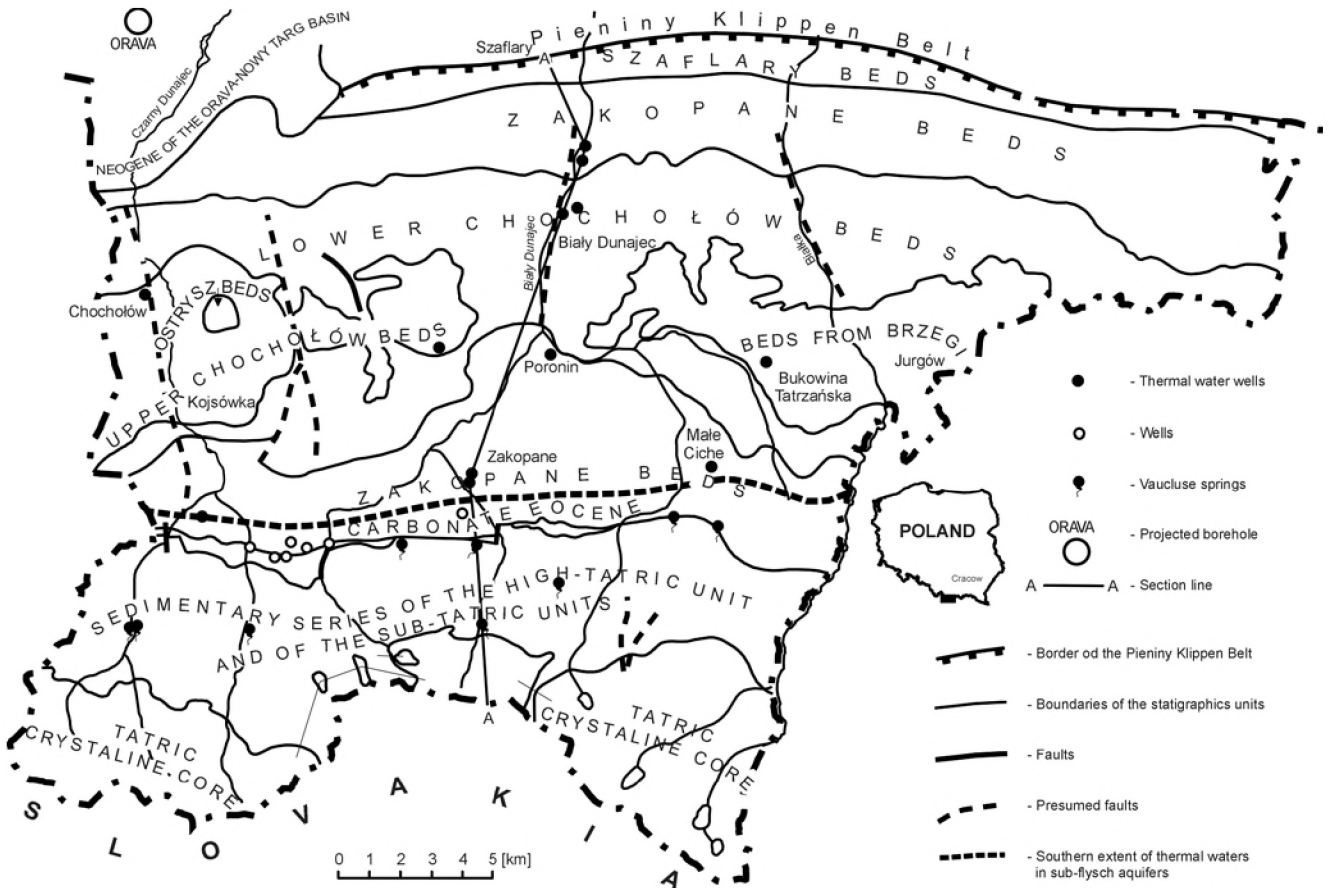 ORAVA
Czarny Dunajec
NEOGENE OF THE ORAVA-NOWY TARG BASIN
Pieniny Klippen Belt
Szaflary
A
SZAFLARY BEDS
ZAKOPANE BEDS
LOWER CHOCHOŁÓW BEDS
Biały Dunajec
Biały Dunajec
Białka
Chochołów
OSTRYSZ BEDS
UPPER CHOCHOŁÓW BEDS
Kojsówka
Poronin
BEDS FROM BRZEGI
Jurgów
Bukowina
Tatrzańska
Małe
Ciche
Zakopane
ZAKOPANE BEDS
CARBONATE EOCENE
SEDIMENTARY SERIES OF THE HIGH-TATRIC UNIT
AND OF THE SUB-TATRIC UNITS
A
TATRIC
CRYSTALINE CORE
TATRIC
CRYSTALINE CORE
SLOVAKIA
0 1 2 3 4 5 [km]
POLAND
Cracow
- Thermal water wells
- Wells
- Vaucluse springs
ORAVA
- Projected borehole
A A - Section line
- Border od the Pieniny Klippen Belt
- Boundaries of the statigraphics units
- Faults
- Presumed faults
- Southern extent of thermal waters
in sub-flysch aquifers